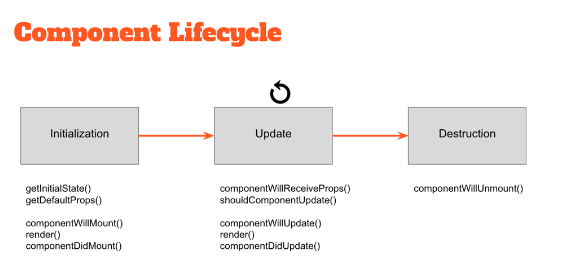 Component Lifecycle
Initialization
Update
Destruction
getInitialState()
getDefaultProps()
componentWillMount()
render()
componentDidMount()
componentWillReceiveProps()
shouldComponentUpdate()
componentWillUpdate()
render()
componentDidUpdate()
componentWillUnmount()